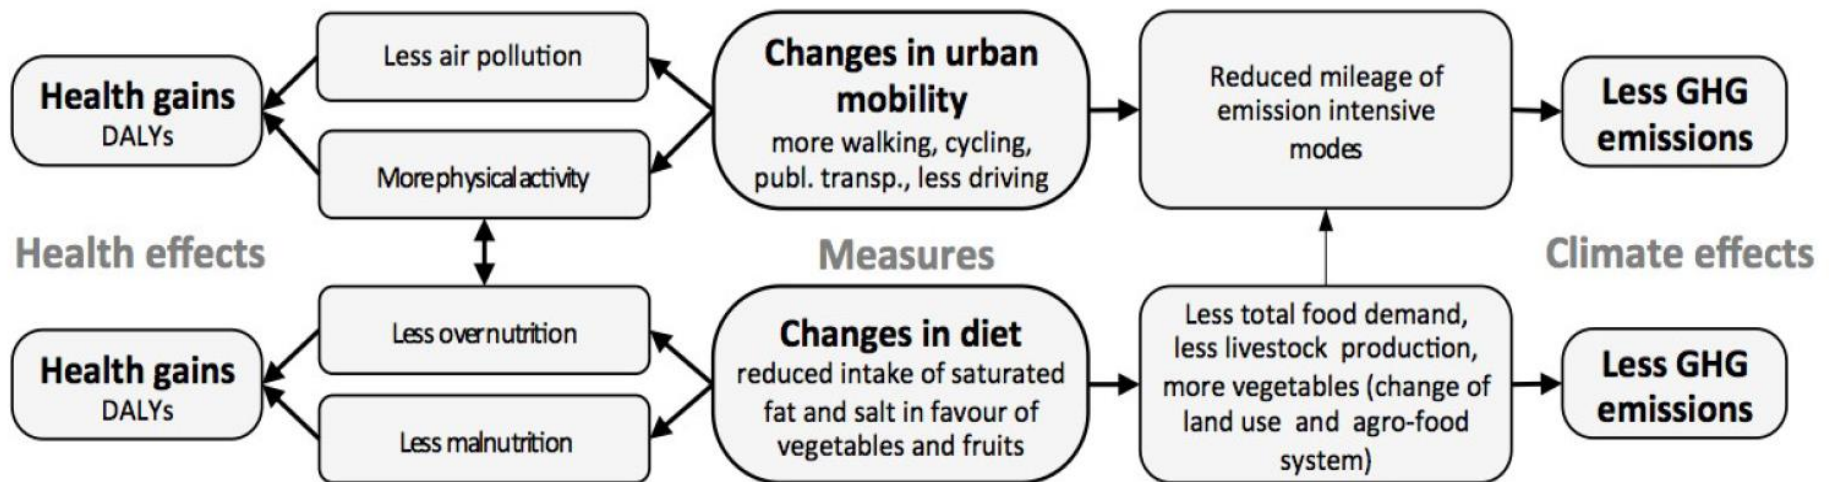 Health gains
DALYs
Less air pollution
More physical activity
Changes in urban
mobility
more walking, cycling,
publ. transp., less driving
Reduced mileage of
emission intensive
modes
Less GHG
emissions
Health effects
Measures
Climate effects
Health gains
DALYs
Less overnutrition
Less malnutrition
Changes in diet
reduced intake of saturated
fat and salt in favour of
vegetables and fruits
Less total food demand,
less livestock production,
more vegetables (change of
land use and agro-food
system)
Less GHG
emissions